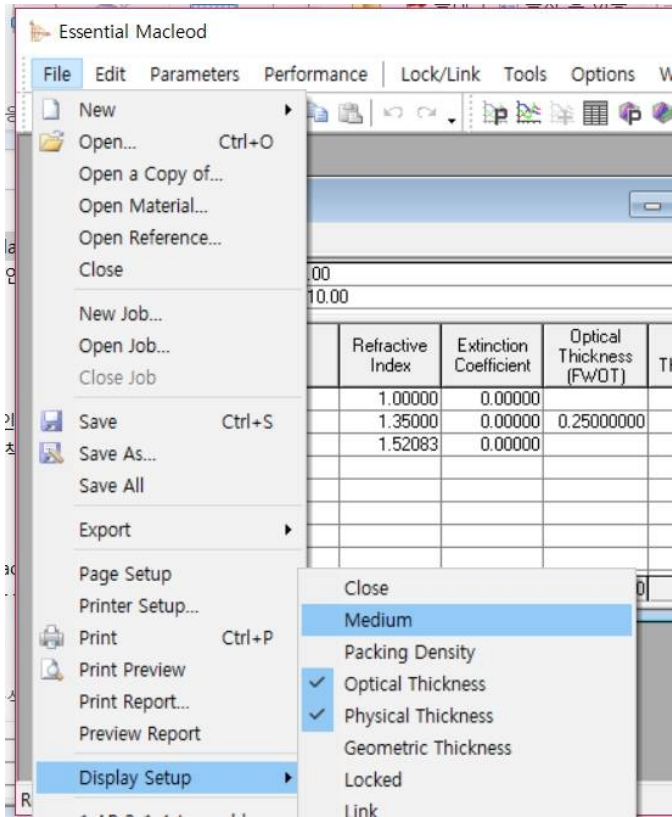 Essential Macleod
File Edit Parameters Performance Lock/Link Tools Options
New
Open... Ctrl+O
Open a Copy of...
Open Material...
Open Reference...
Close
New Job...
Open Job...
Close Job
Save Ctrl+S
Save As...
Save All
Export
Page Setup
Printer Setup...
Print Ctrl+P
Print Preview
Print Report...
Preview Report
Display Setup
.00
10.00
Refractive Index
Extinction Coefficient
Optical Thickness (FWOT)
1.00000 0.00000
1.35000 0.00000 0.25000000
1.52083 0.00000
Close
Medium
Packing Density
Optical Thickness
Physical Thickness
Geometric Thickness
Locked
Link